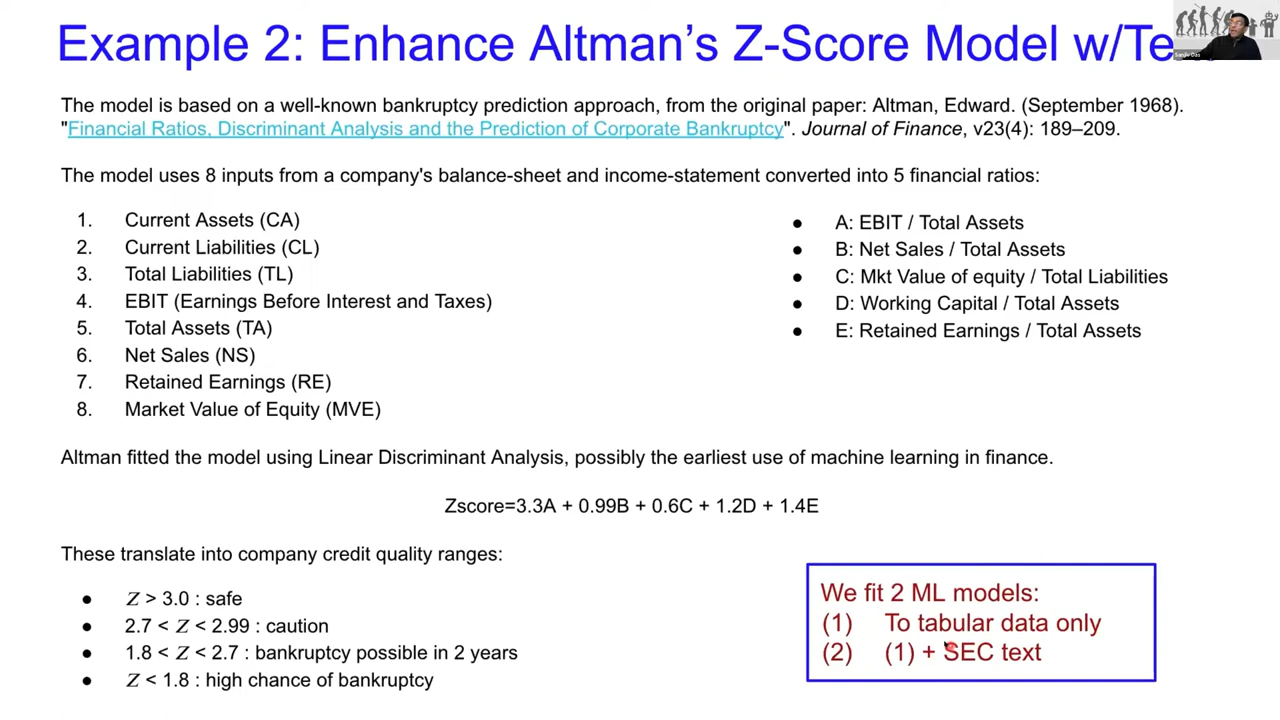 Example 2: Enhance Altman's Z-Score Model w/Te
The model is based on a well-known bankruptcy prediction approach, from the original paper: Altman, Edward. (September 1968).
"Financial Ratios, Discriminant Analysis and the Prediction of Corporate Bankruptcy". Journal of Finance, v23(4): 189–209.
The model uses 8 inputs from a company's balance-sheet and income-statement converted into 5 financial ratios:
1. Current Assets (CA)
2. Current Liabilities (CL)
3. Total Liabilities (TL)
4. EBIT (Earnings Before Interest and Taxes)
5. Total Assets (TA)
6. Net Sales (NS)
7. Retained Earnings (RE)
8. Market Value of Equity (MVE)
● A: EBIT / Total Assets
● B: Net Sales / Total Assets
● C: Mkt Value of equity / Total Liabilities
● D: Working Capital / Total Assets
● E: Retained Earnings / Total Assets
Altman fitted the model using Linear Discriminant Analysis, possibly the earliest use of machine learning in finance.
Zscore=3.3A + 0.99B + 0.6C + 1.2D + 1.4E
These translate into company credit quality ranges:
● Z > 3.0 : safe
● 2.7 < Z < 2.99 : caution
● 1.8 < Z < 2.7 : bankruptcy possible in 2 years
● Z < 1.8 : high chance of bankruptcy
We fit 2 ML models:
(1) To tabular data only
(2) (1) + SEC text